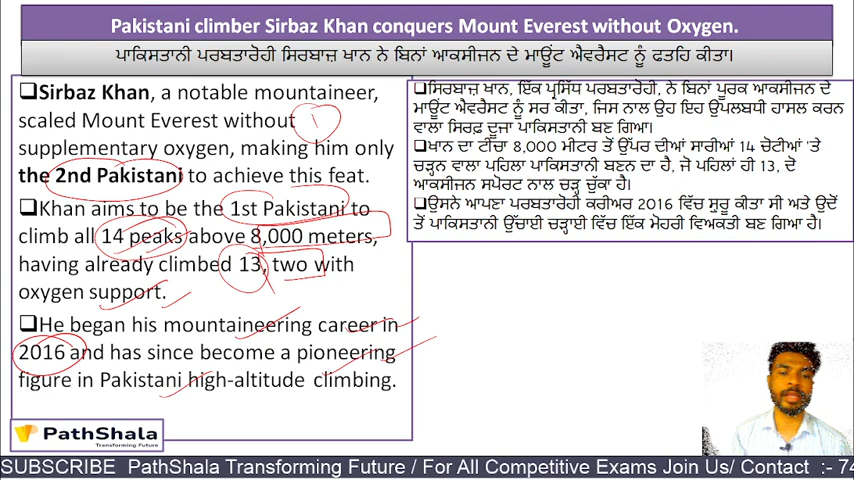 Pakistani climber Sirbaz Khan conquers Mount Everest without Oxygen.
ਪਾਕਿਸਤਾਨੀ ਪਰਬਤਾਰੋਹੀ ਸਿਰਬਾਜ਼ ਖਾਨ ਨੇ ਬਿਨਾਂ ਆਕਸੀਜਨ ਦੇ ਮਾਊਂਟ ਐਵਰੈਸਟ ਨੂੰ ਫਤਹਿ ਕੀਤਾ।
❑Sirbaz Khan, a notable mountaineer,
scaled Mount Everest without
supplementary oxygen, making him only
the 2nd Pakistani to achieve this feat.
❑Khan aims to be the 1st Pakistani to
climb all 14 peaks above 8,000 meters,
having already climbed 13, two with
oxygen support.
❑He began his mountaineering career in
2016 and has since become a pioneering
figure in Pakistani high-altitude climbing.
❑ਸਿਰਬਾਜ਼ ਖਾਨ, ਇੱਕ ਪ੍ਰਸਿੱਧ ਪਰਬਤਾਰੋਹੀ, ਨੇ ਬਿਨਾਂ ਪੂਰਕ ਆਕਸੀਜਨ ਦੇ
ਮਾਊਂਟ ਐਵਰੈਸਟ ਨੂੰ ਸਰ ਕੀਤਾ, ਜਿਸ ਨਾਲ ਉਹ ਇਹ ਉਪਲਬਧੀ ਹਾਸਲ ਕਰਨ
ਵਾਲਾ ਸਿਰਫ਼ ਦੂਜਾ ਪਾਕਿਸਤਾਨੀ ਬਣ ਗਿਆ।
❑ਖਾਨ ਦਾ ਟੀਚਾ 8,000 ਮੀਟਰ ਤੋਂ ਉੱਪਰ ਦੀਆਂ ਸਾਰੀਆਂ 14 ਚੋਟੀਆਂ 'ਤੇ
ਚੜ੍ਹਨ ਵਾਲਾ ਪਹਿਲਾ ਪਾਕਿਸਤਾਨੀ ਬਣਨ ਦਾ ਹੈ, ਜੋ ਪਹਿਲਾਂ ਹੀ 13, ਦੋ
ਆਕਸੀਜਨ ਸਪੋਰਟ ਨਾਲ ਚੜ੍ਹ ਚੁੱਕਾ ਹੈ।
❑ਉਸਨੇ ਆਪਣਾ ਪਰਬਤਾਰੋਹੀ ਕਰੀਅਰ 2016 ਵਿੱਚ ਸ਼ੁਰੂ ਕੀਤਾ ਸੀ ਅਤੇ ਉਦੋਂ
ਤੋਂ ਪਾਕਿਸਤਾਨੀ ਉੱਚਾਈ ਚੜ੍ਹਾਈ ਵਿੱਚ ਇੱਕ ਮੋਹਰੀ ਵਿਅਕਤੀ ਬਣ ਗਿਆ ਹੈ।
PathShala
Transforming Future
SUBSCRIBE PathShala Transforming Future / For All Competitive Exams Join Us/ Contact :- 74